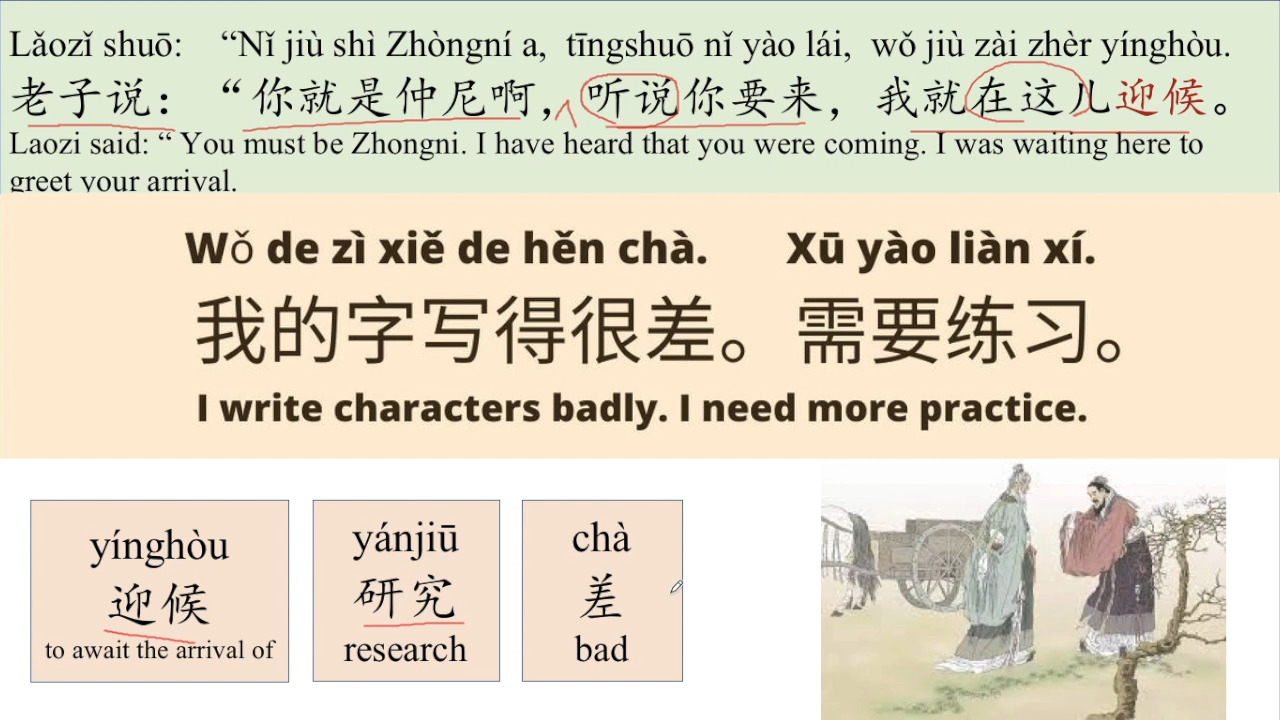 Lǎozǐ shuō: “Nǐ jiù shì Zhòngní a, tīngshuō nǐ yào lái, wǒ jiù zài zhèr yínghòu.
老子说：“你就是仲尼啊，听说你要来，我就在这儿迎候。
Laozi said: “ You must be Zhongni. I have heard that you were coming. I was waiting here to
greet your arrival.
Wǒ de zì xiě de hěn chà. Xū yào liàn xí.
我的字写得很差。需要练习。
I write characters badly. I need more practice.
yínghòu
迎候
to await the arrival of
yánjiū
研究
research
chà
差
bad